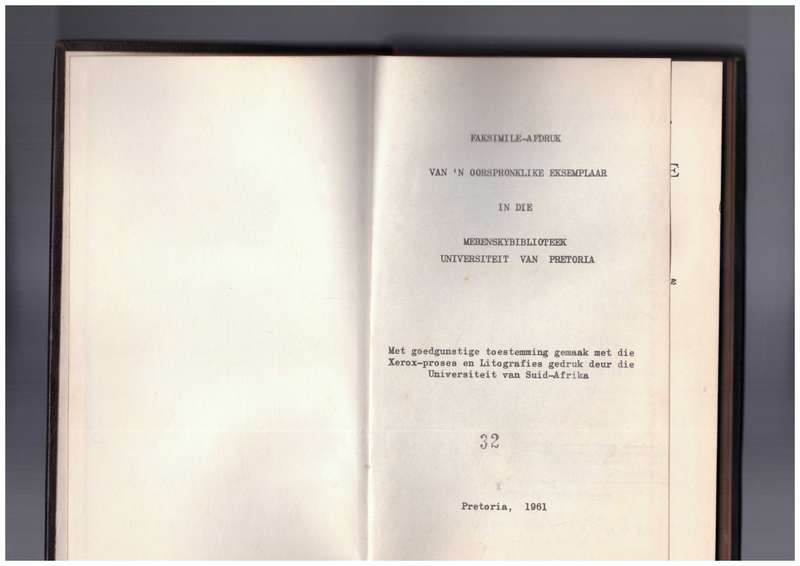 FAKSIMILE-AFDRUK
VAN 'N OORSPRONKLIKE EKSEMPLAAR
IN DIE
MERENSKYBIBLIOTEEK
UNIVERSITEIT VAN PRETORIA
Met goedgunstige toestemming gemaak met die
Xerox-proses en Litografies gedruk deur die
Universiteit van Suid-Afrika
32
Pretoria, 1961
E